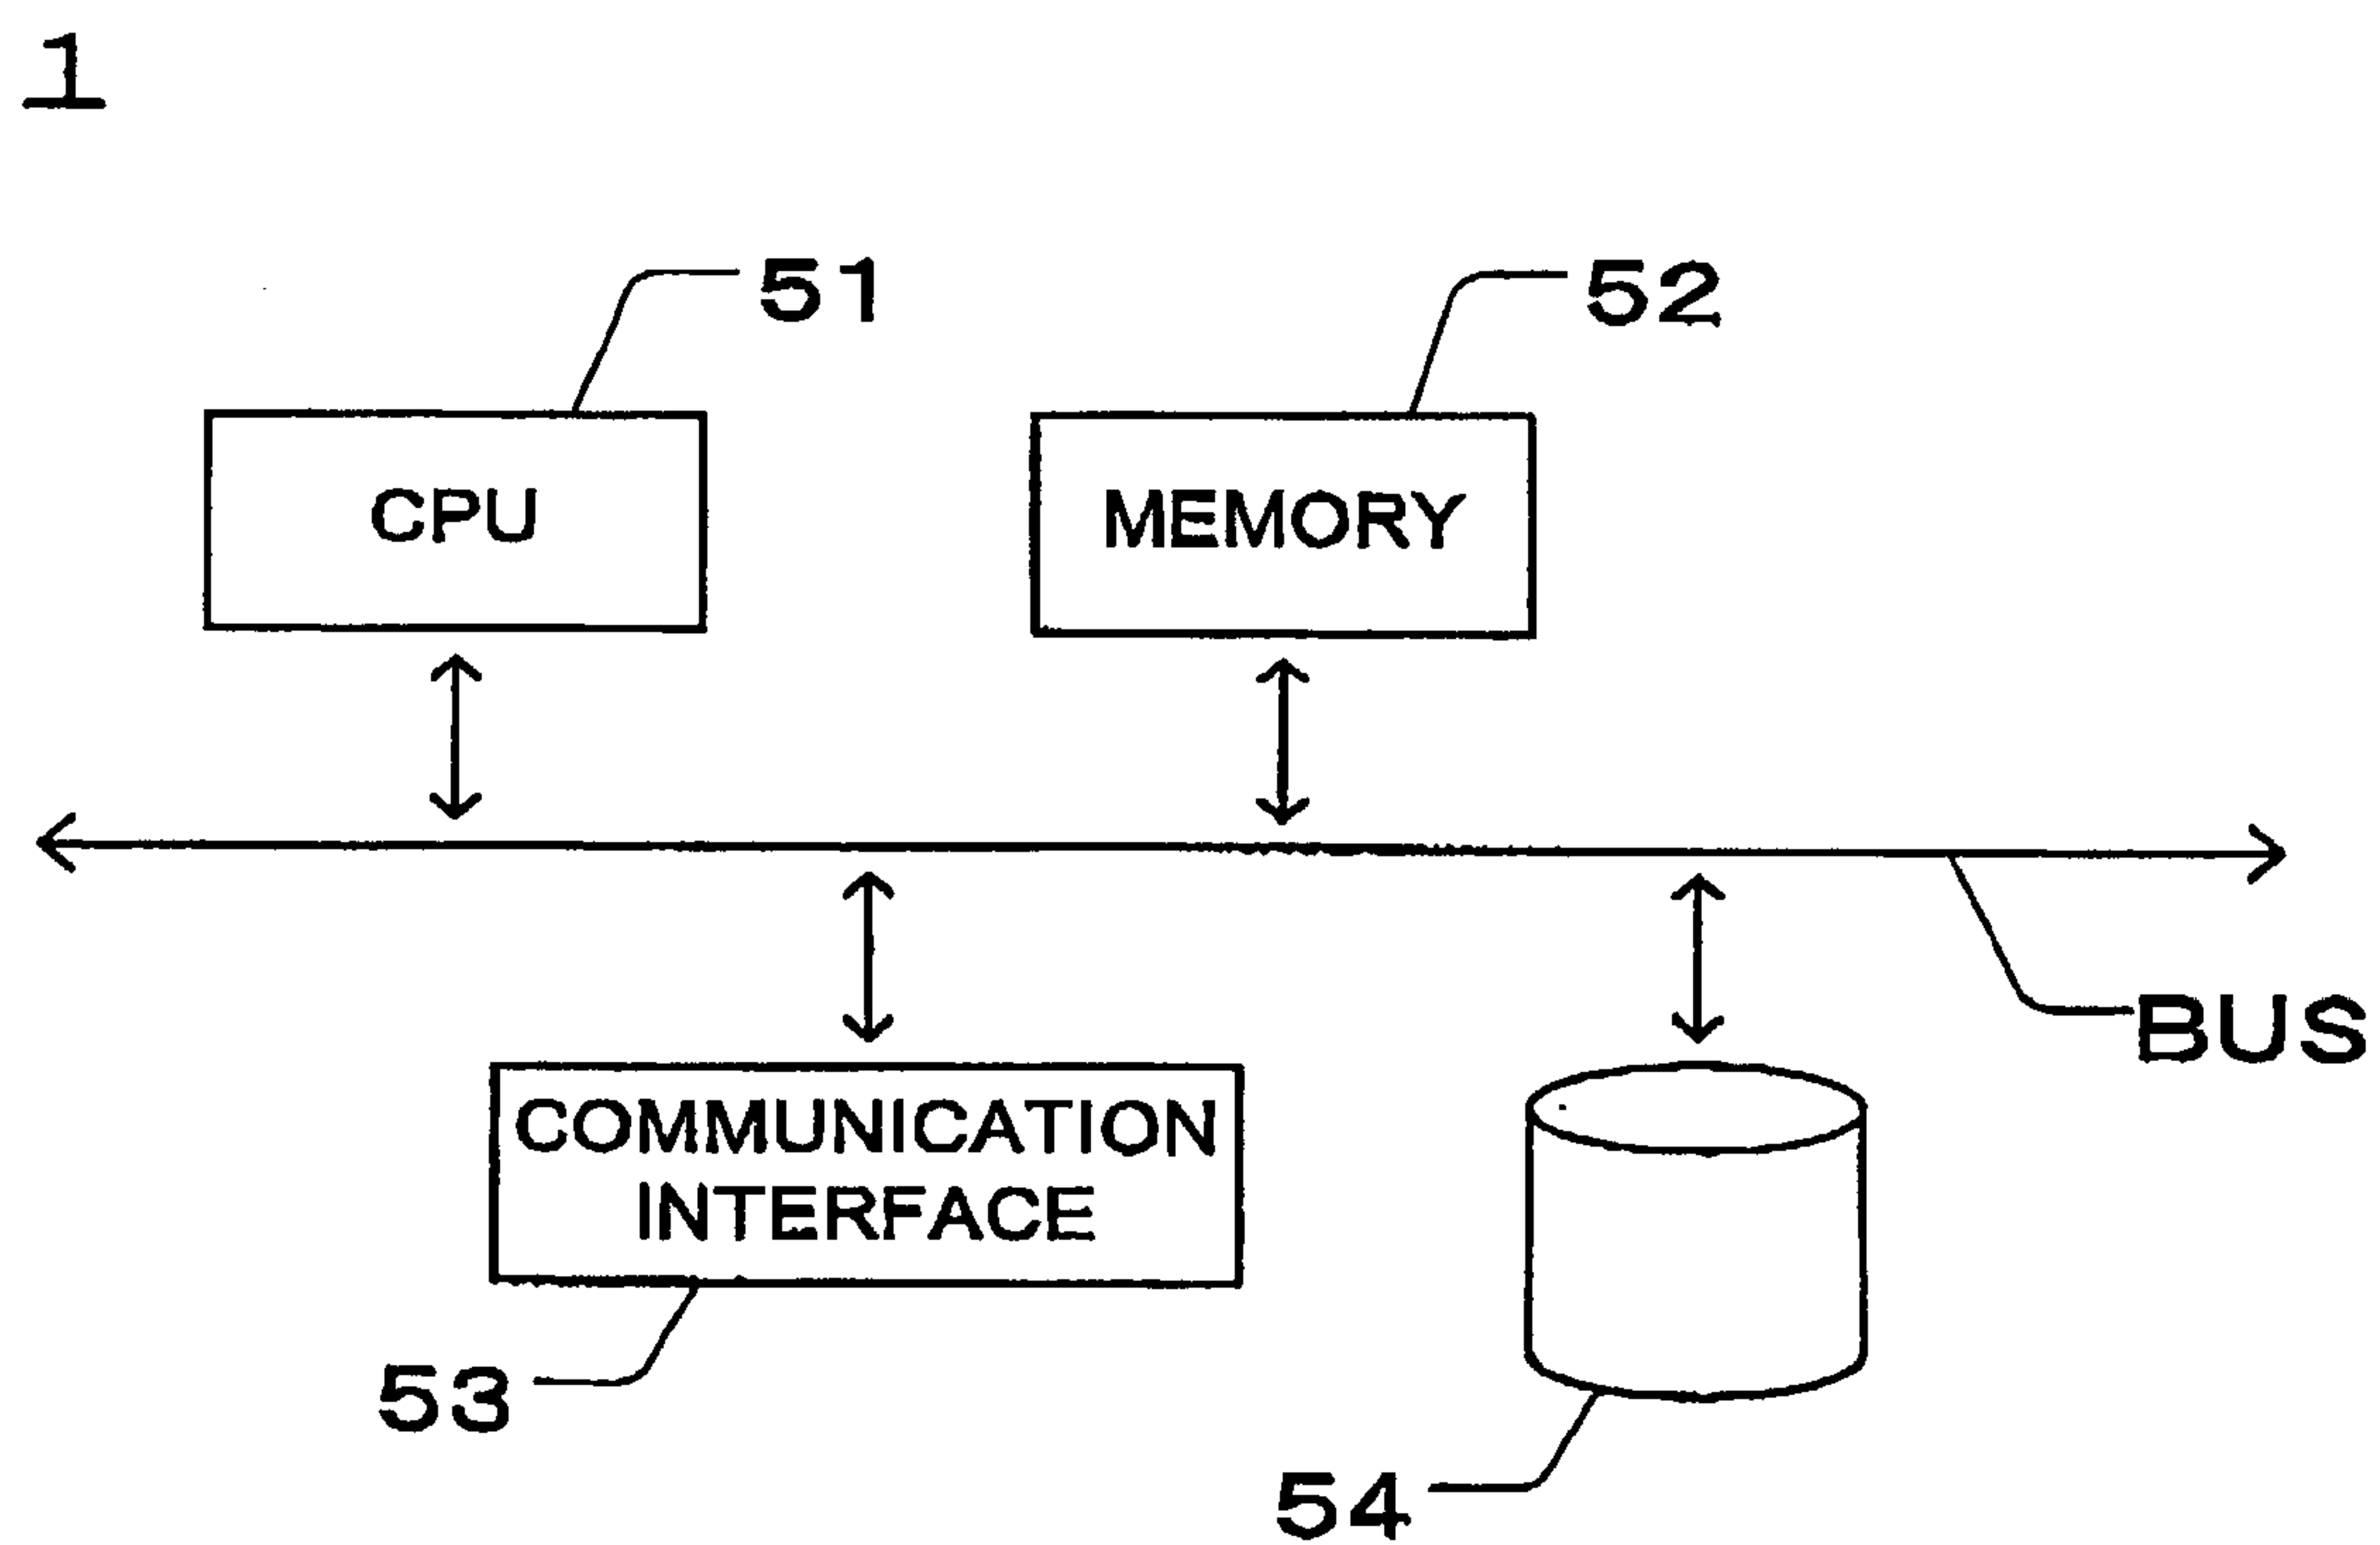 1
51
52
CPU
MEMORY
BUS
COMMUNICATION
INTERFACE
53
54